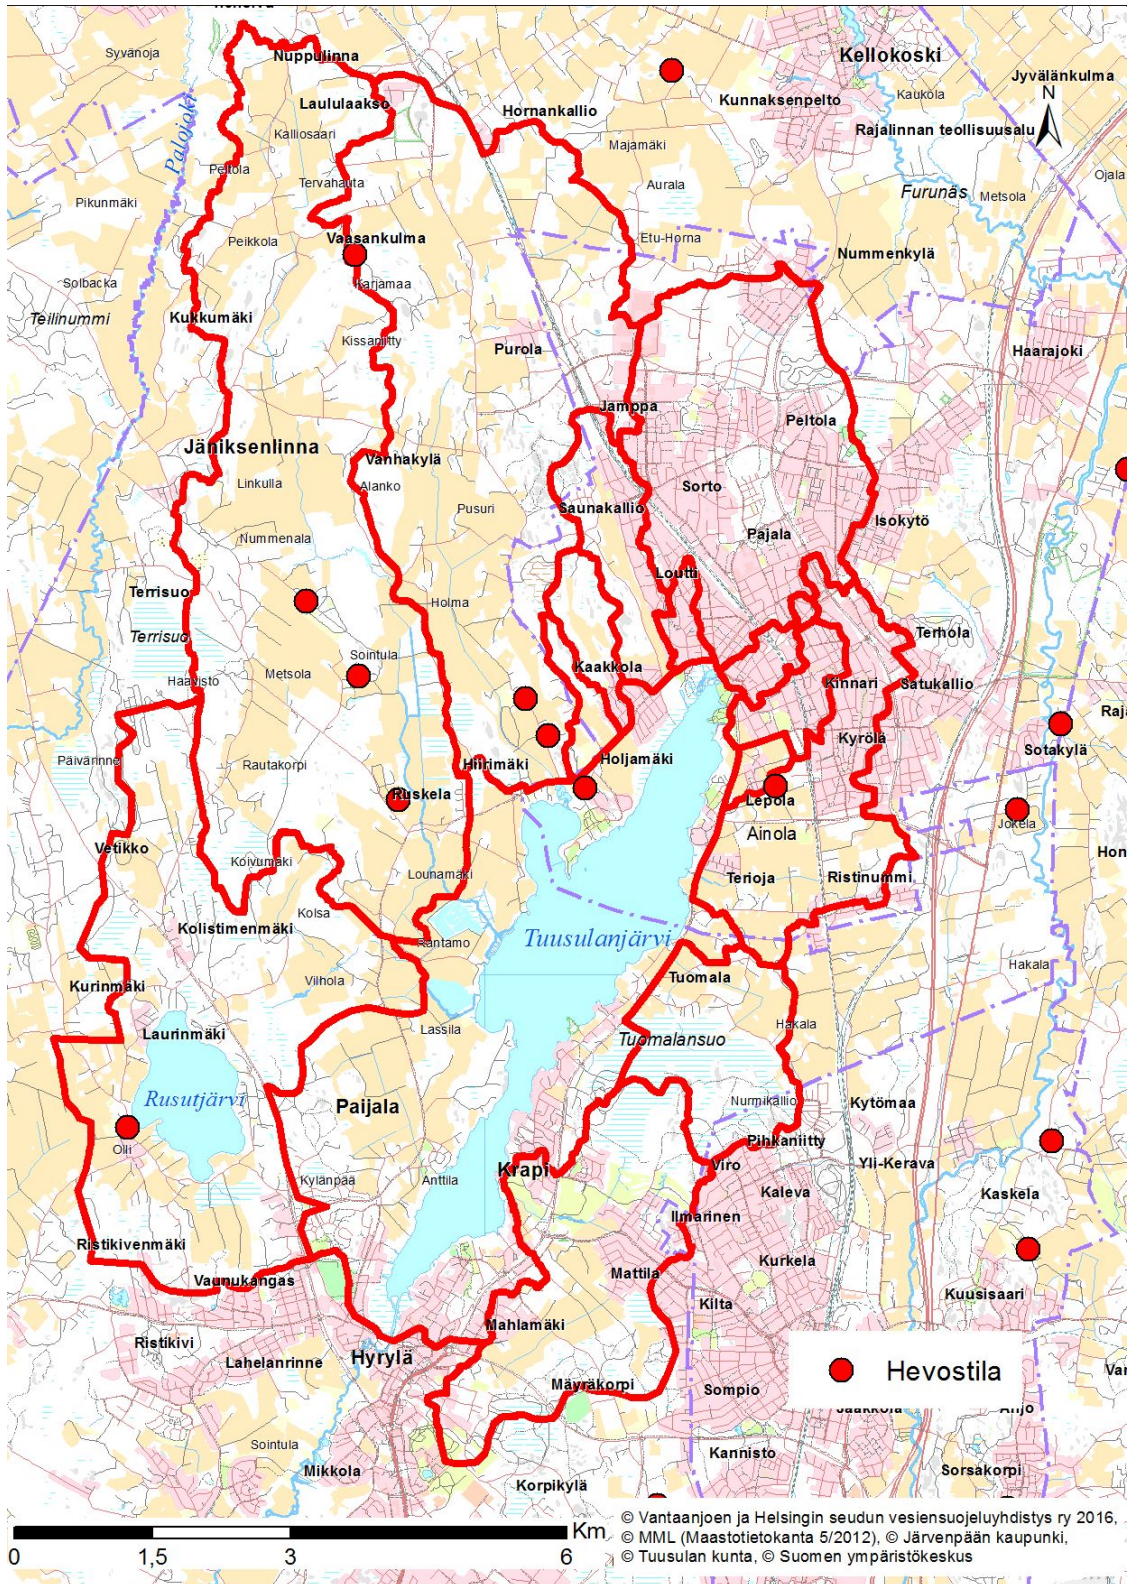 Nuppulinna
Syvänoja
Kellokoski
Jyvälänkulma
N
Kaukola
Kunnaksenpelto
Laululaakso
Hornankallio
Rajalinnan teollisuusalu
Kalliosaari
Majamäki
Palojoki
Peltola
Tervahauta
Aurala
Furunäs
Metsola
Ojala
Pikunmäki
Peikkola
Vaasankulma
Etu-Horna
Nummenkylä
Solbacka
Karjamaa
Teilinummi
Kukkumäki
Kissaniitty
Purola
Haarajoki
Jamppa
Peltola
Jäniksenlinna
Vanhakylä
Linkulla
Alanko
Sorto
Pusuri
Saunakallio
Isokytö
Pajala
Nummenala
Loutti
Terrisuo
Holma
Terrisuo
Terhola
Sointula
Kaakkola
Haavisto
Metsola
Kinnari
Satukallio
Raja
Kyrölä
Sotakylä
Päivärinne
Rautakorpi
Hiirimäki
Holjamäki
Ruskela
Lepola
Jokela
Ainola
Vetikko
Koivumäki
Hon
Lounamäki
Terioja
Ristinummi
Kolsa
Kolistimenmäki
Rantamo
Tuusulanjärvi
Hakala
Tuomala
Vilhola
Kurinmäki
Laurinmäki
Lassila
Hakala
Tuomalansuo
Rusutjärvi
Paijala
Nurmikallio
Kytömaa
Olli
Pihkaniitty
Krapi
Viro
Yli-Kerava
Kylänpää
Anttila
Kaleva
Kaskela
Ilmarinen
Ristikivenmäki
Kurkela
Mattila
Vaunukangas
Kilta
Kuusisaari
Mahlamäki
Ristikivi
Lahelanrinne
Hyrylä
Hevostila
Mäyräkorpi
Sompio
Jaakkola
Ahjo
Sointula
Kannisto
Mikkola
Korpikylä
Sorsakorpi
© Vantaanjoen ja Helsingin seudun vesiensuojeluyhdistys ry 2016,
© MML (Maastotietokanta 5/2012), © Järvenpään kaupunki,
© Tuusulan kunta, © Suomen ympäristökeskus
Km
0 1,5 3 6